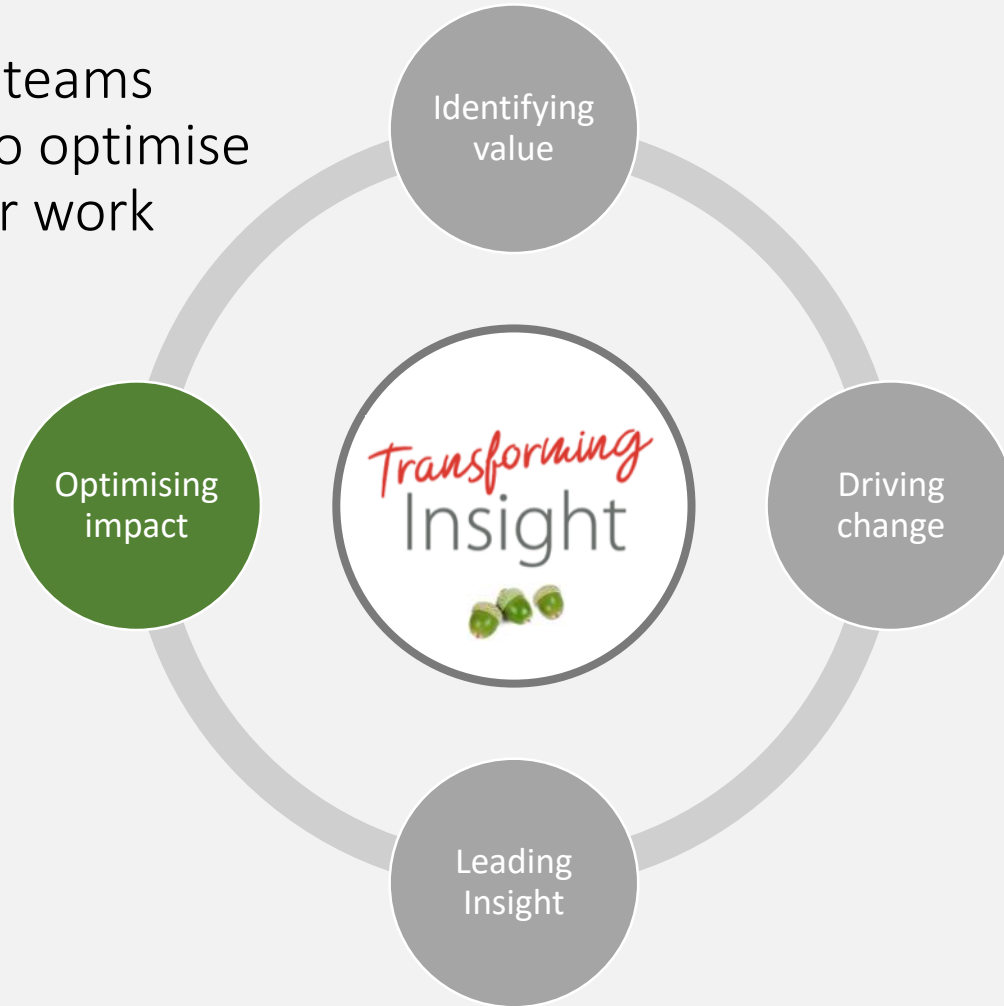 teams
o optimise
r work
Identifying
value
Optimising
impact
Transforming
Insight
Driving
change
Leading
Insight